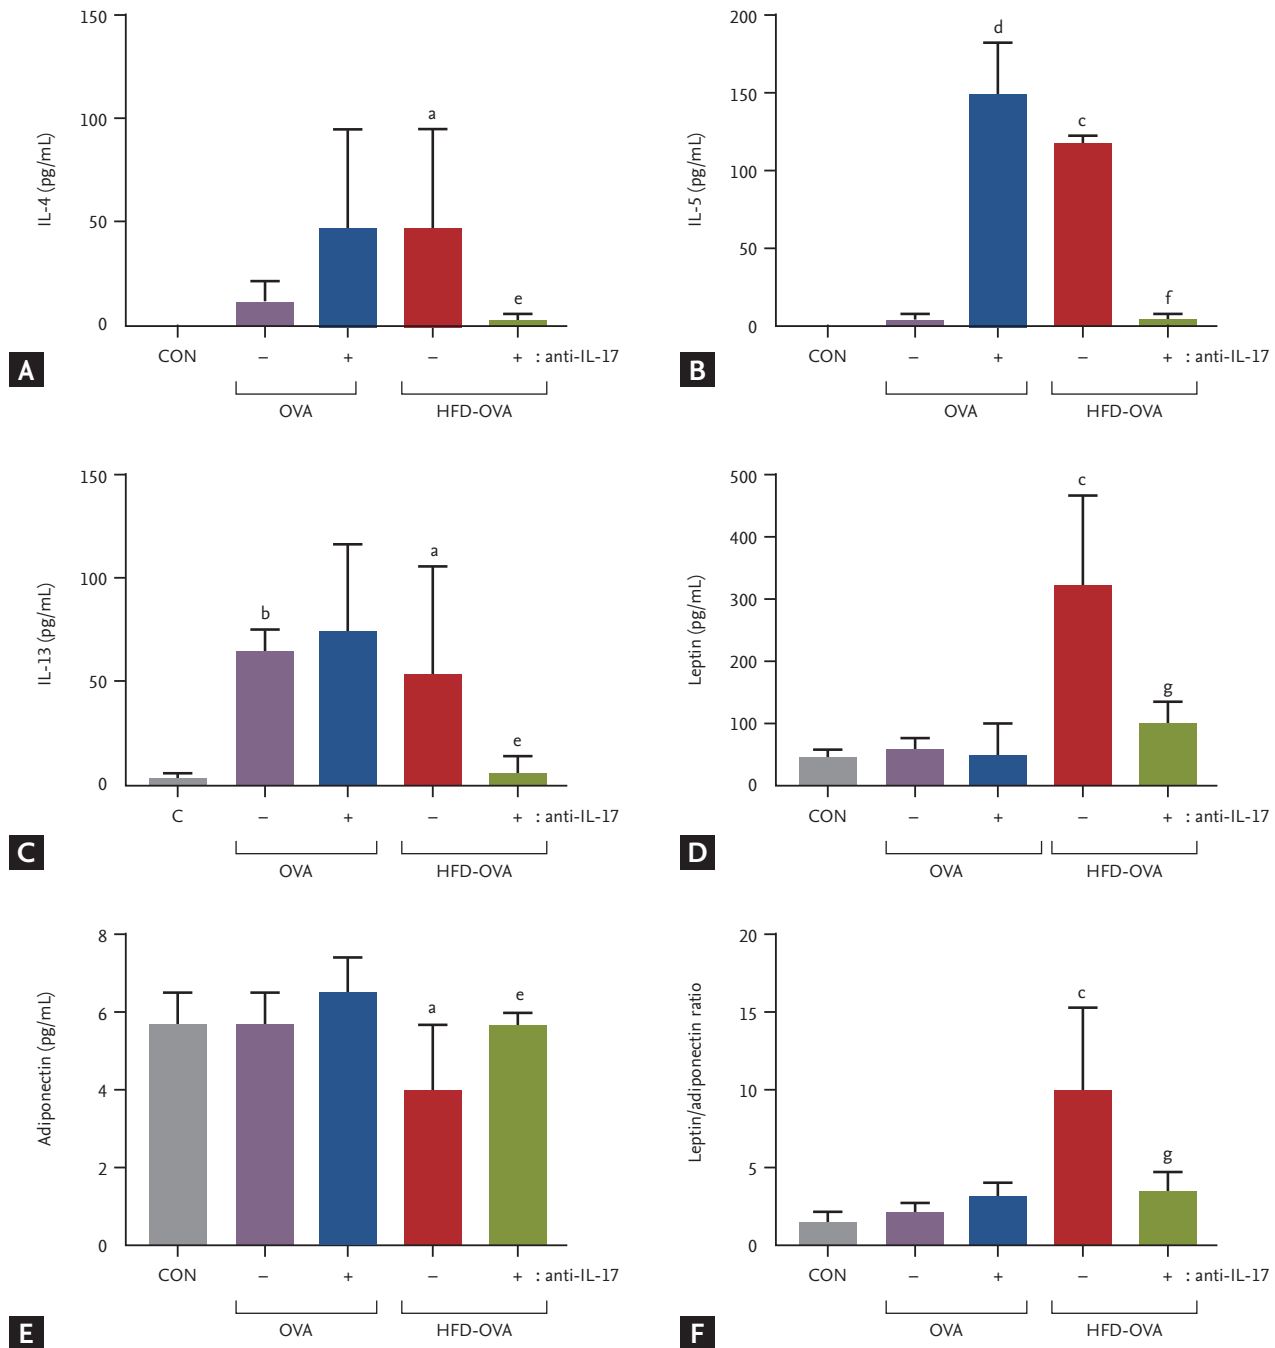 150
100
50
0
IL-4 (pg/mL)
a
e
CON – + – + : anti-IL-17
OVA HFD-OVA
A
200
150
100
50
0
IL-5 (pg/mL)
d
c
f
CON – + – + : anti-IL-17
OVA HFD-OVA
B
150
100
50
0
IL-13 (pg/mL)
b
a
e
C – + – + : anti-IL-17
OVA HFD-OVA
C
500
400
300
200
100
0
Leptin (pg/mL)
c
g
CON – + – + : anti-IL-17
OVA HFD-OVA
D
8
6
4
2
0
Adiponectin (pg/mL)
a
e
CON – + – + : anti-IL-17
OVA HFD-OVA
E
20
15
10
5
0
Leptin/adiponectin ratio
c
g
CON – + – + : anti-IL-17
OVA HFD-OVA
F